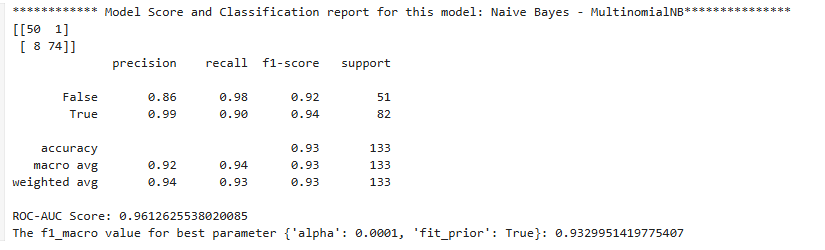 ************ Model Score and Classification report for this model: Naive Bayes - MultinomialNB***************
[[50  1]
 [ 8 74]]
              precision    recall  f1-score   support

       False       0.86      0.98      0.92        51
        True       0.99      0.90      0.94        82

    accuracy                           0.93       133
   macro avg       0.92      0.94      0.93       133
weighted avg       0.94      0.93      0.93       133

ROC-AUC Score: 0.9612625538020085
The f1_macro value for best parameter {'alpha': 0.0001, 'fit_prior': True}: 0.9329951419775407